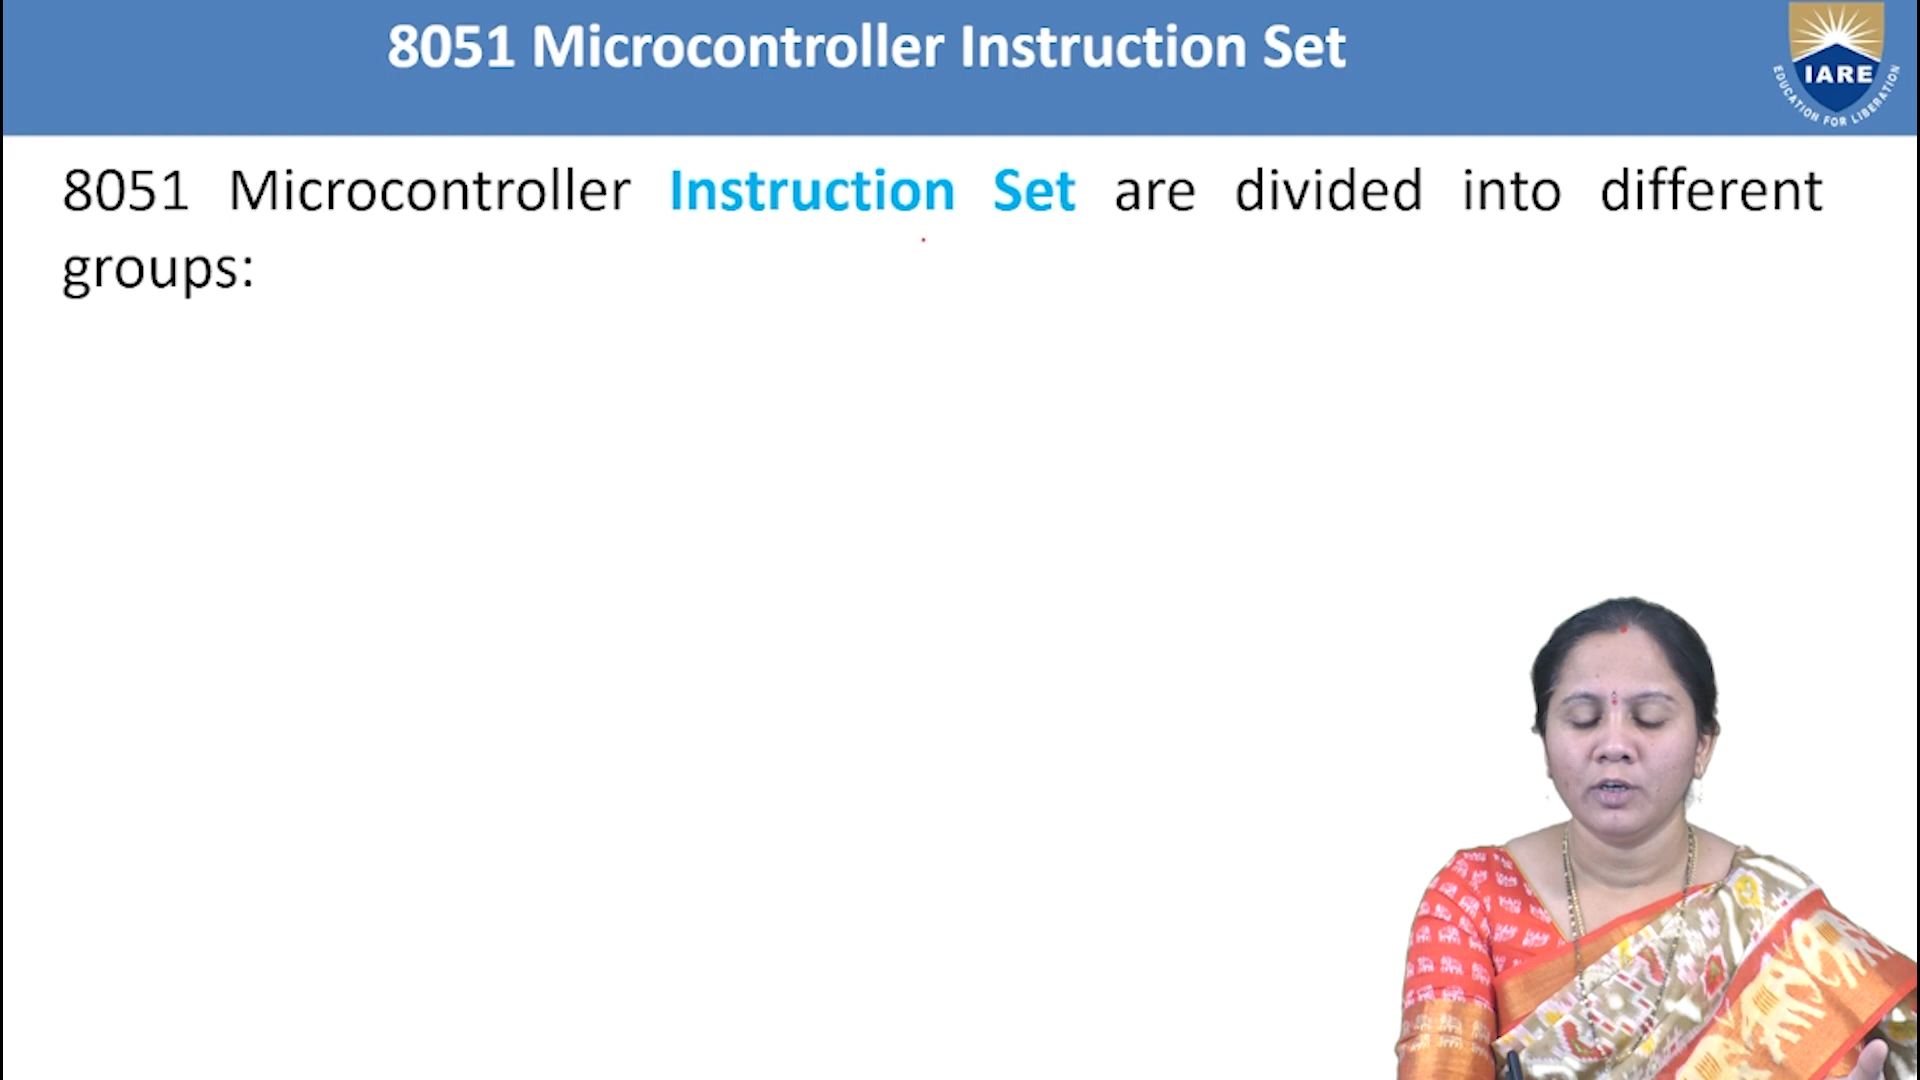 8051 Microcontroller Instruction Set
IARE
EDUCATION FOR LIBERATION
8051 Microcontroller Instruction Set are divided into different
groups: